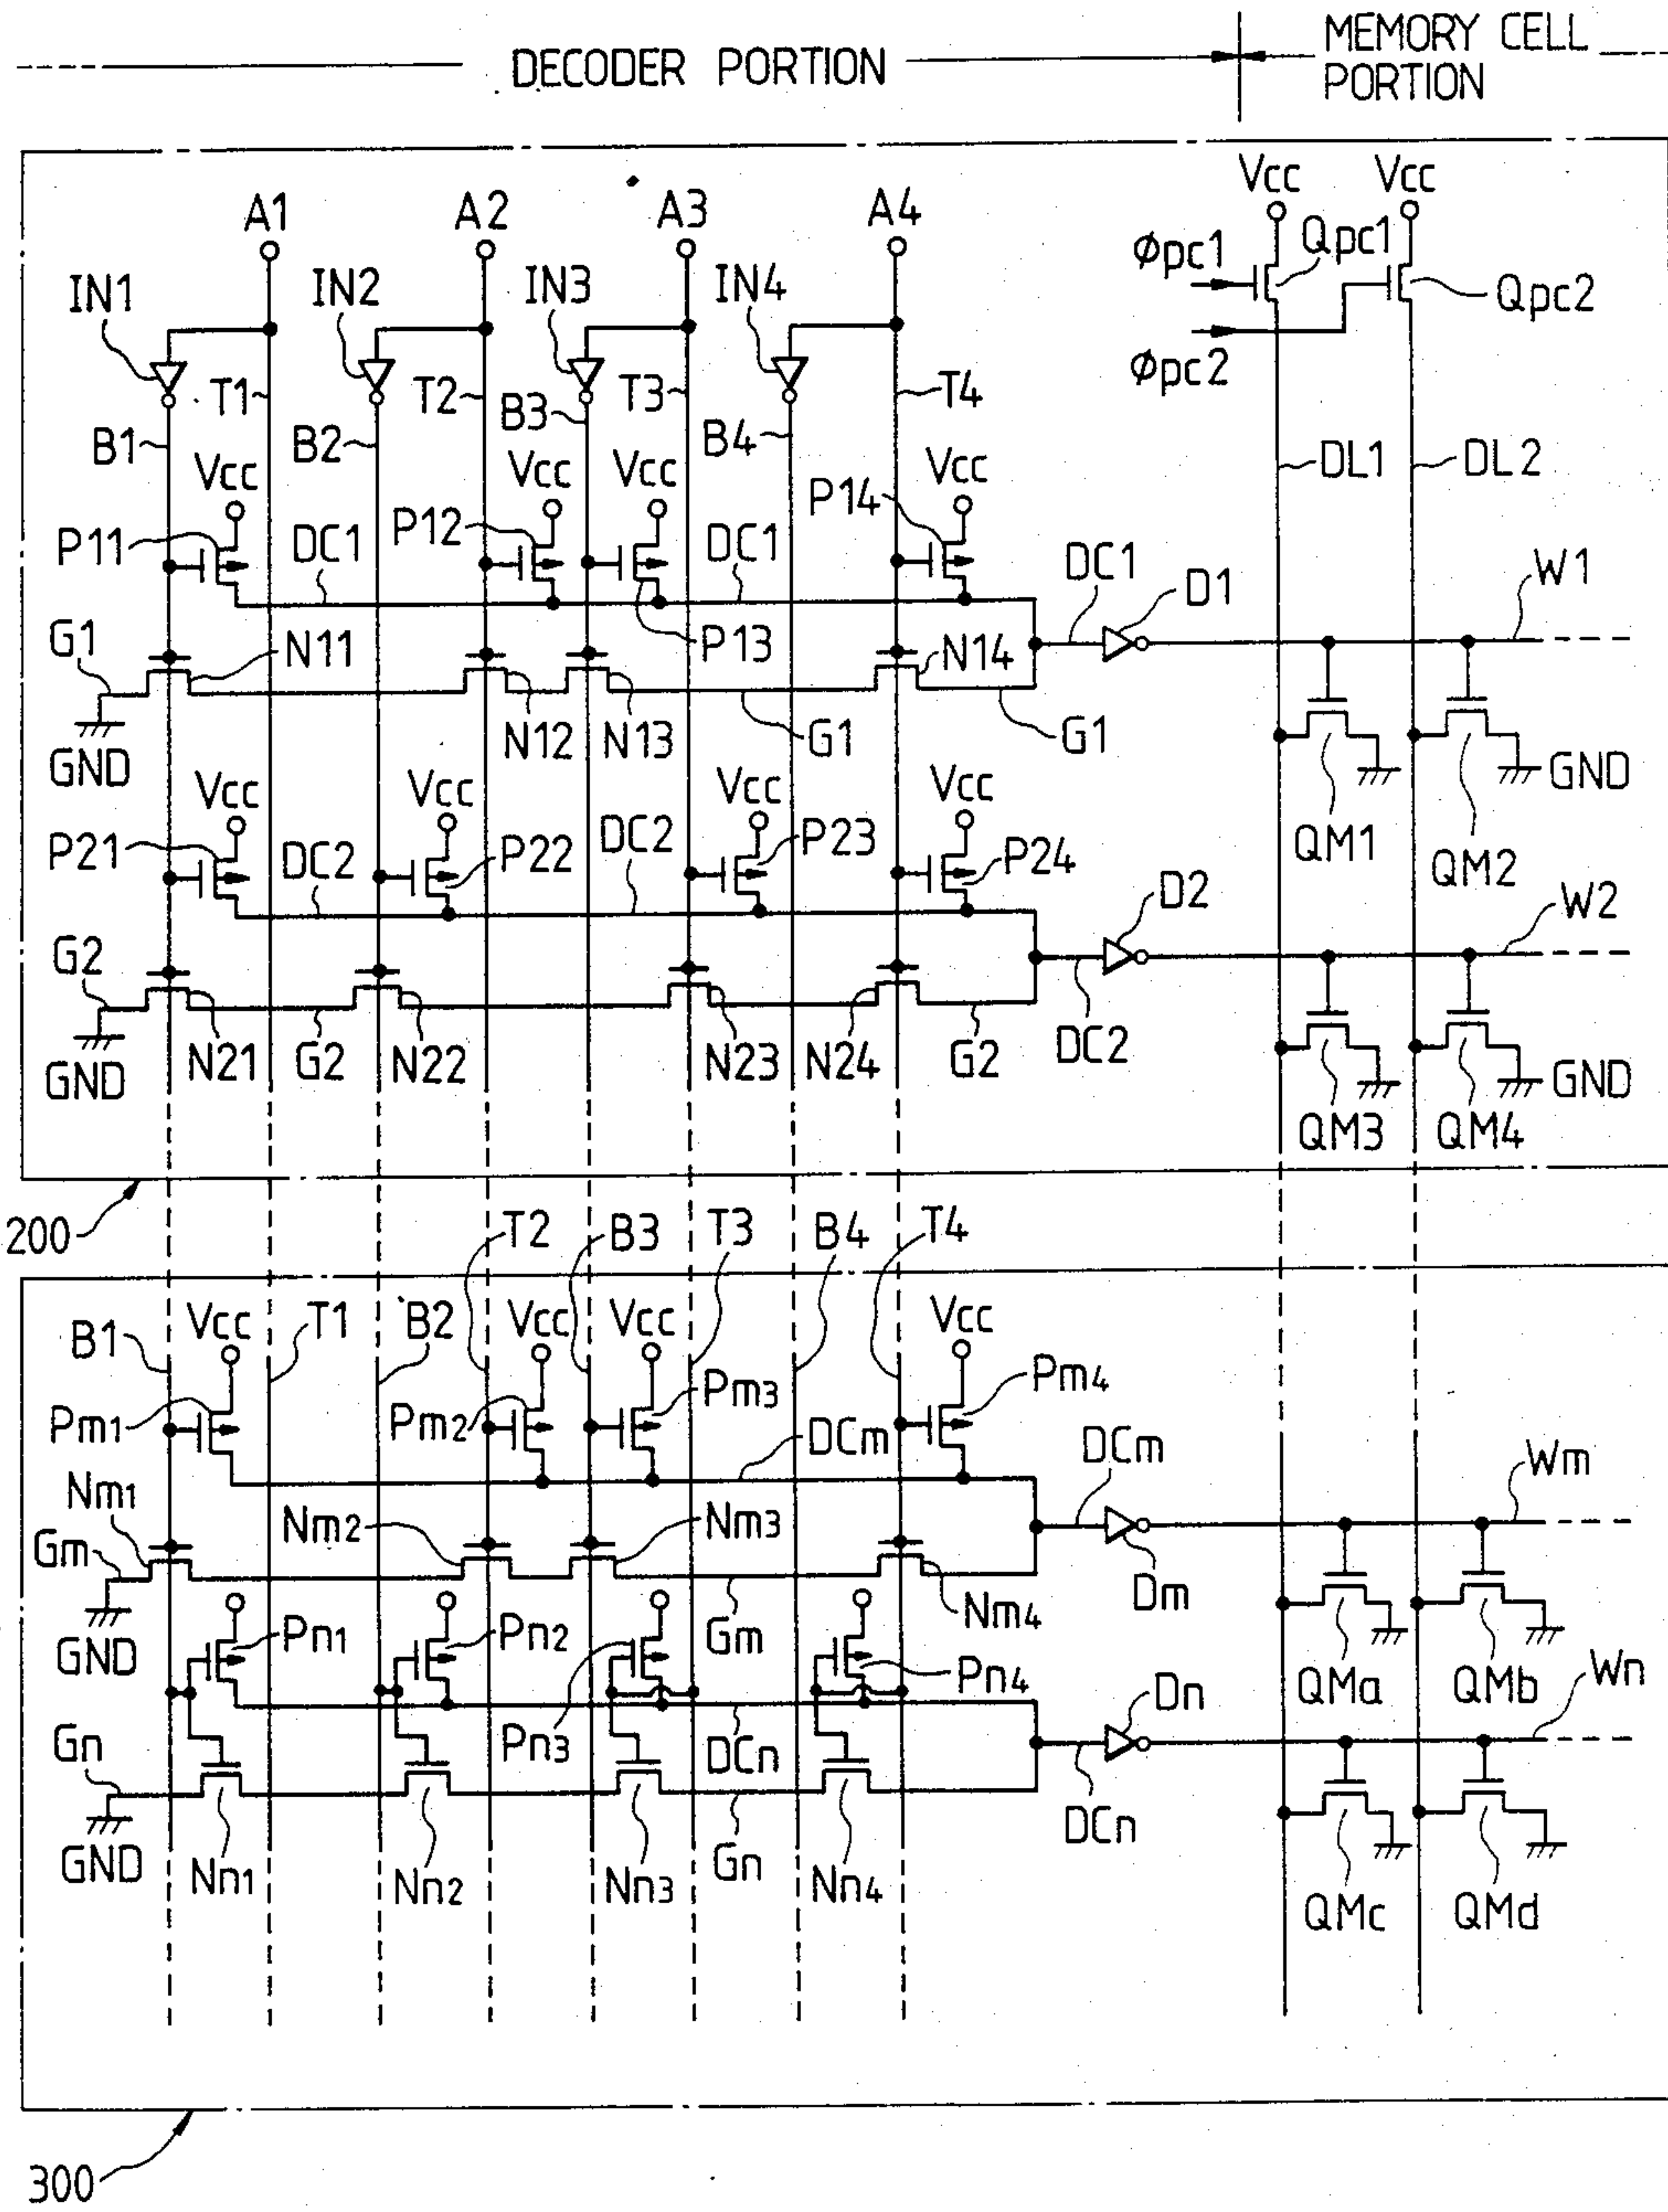 DECODER PORTION
MEMORY CELL
PORTION
A1 A2 A3 A4 Vcc Vcc
IN1 IN2 IN3 IN4 Φpc1 Qpc1
Qpc2
Φpc2
T1 T2 B3 T3 T4
B1 B2 B4 DL1 DL2
Vcc Vcc Vcc P14 Vcc
P11 DC1 P12 DC1 DC1 D1 W1
G1 N11 P13 N14
GND N12 N13 G1 G1 GND
Vcc Vcc Vcc Vcc
P21 DC2 P22 DC2 P23 P24 QM1 QM2
D2 W2
G2
GND N21 G2 N22 N23 N24 G2 DC2 GND
QM3 QM4
200
T2 B3 T3 B4 T4
B1 Vcc T1 B2 Vcc Vcc Vcc
Pm1 Pm2 Pm3 Pm4
DCm DCm Wm
Nm1 Nm2 Nm3
Gm Dm
GND Pn1 Pn2 Gm Nm4
Pn4 QMa QMb Wn
Pn3 DCn Dn
Gn
GND Nn1 Nn2 Nn3 Gn Nn4 DCn
QMc QMd
300